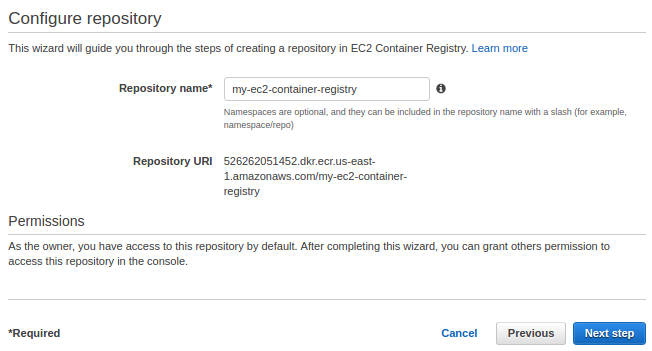 Configure repository
This wizard will guide you through the steps of creating a repository in EC2 Container Registry. Learn more
Repository name* my-ec2-container-registry
Namespaces are optional, and they can be included in the repository name with a slash (for example,
namespace/repo)
Repository URI 526262051452.dkr.ecr.us-east-
1.amazonaws.com/my-ec2-container-
registry
Permissions
As the owner, you have access to this repository by default. After completing this wizard, you can grant others permission to
access this repository in the console.
*Required Cancel Previous Next step